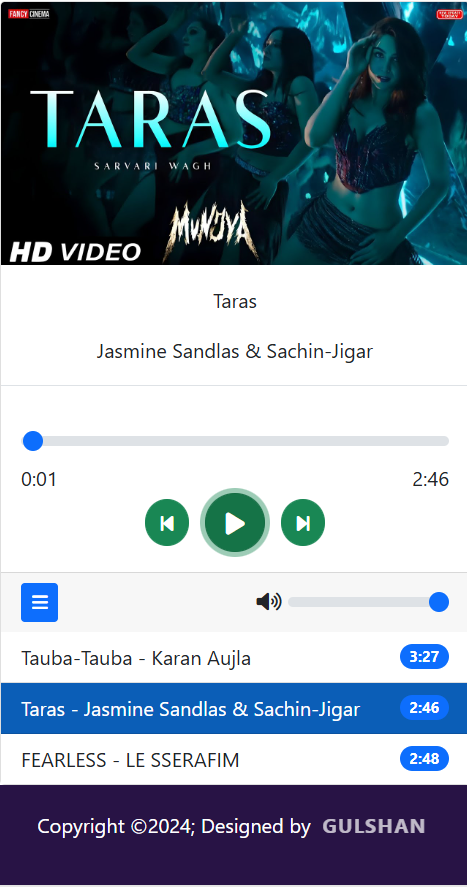 FANCY CINEMA
TARAS
SARVARI WAGH
MUNJYA
HD VIDEO
Taras
Jasmine Sandlas & Sachin-Jigar
0:01 2:46
Tauba-Tauba - Karan Aujla 3:27
Taras - Jasmine Sandlas & Sachin-Jigar 2:46
FEARLESS - LE SSERAFIM 2:48
Copyright ©2024; Designed by GULSHAN